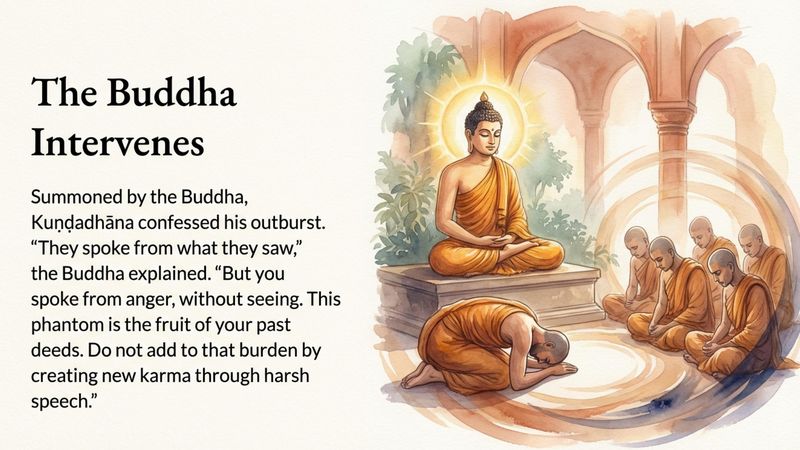 The Buddha
Intervenes
Summoned by the Buddha,
Kuṇḍadhāna confessed his outburst.
“They spoke from what they saw,”
the Buddha explained. “But you
spoke from anger, without seeing. This
phantom is the fruit of your past
deeds. Do not add to that burden by
creating new karma through harsh
speech.”